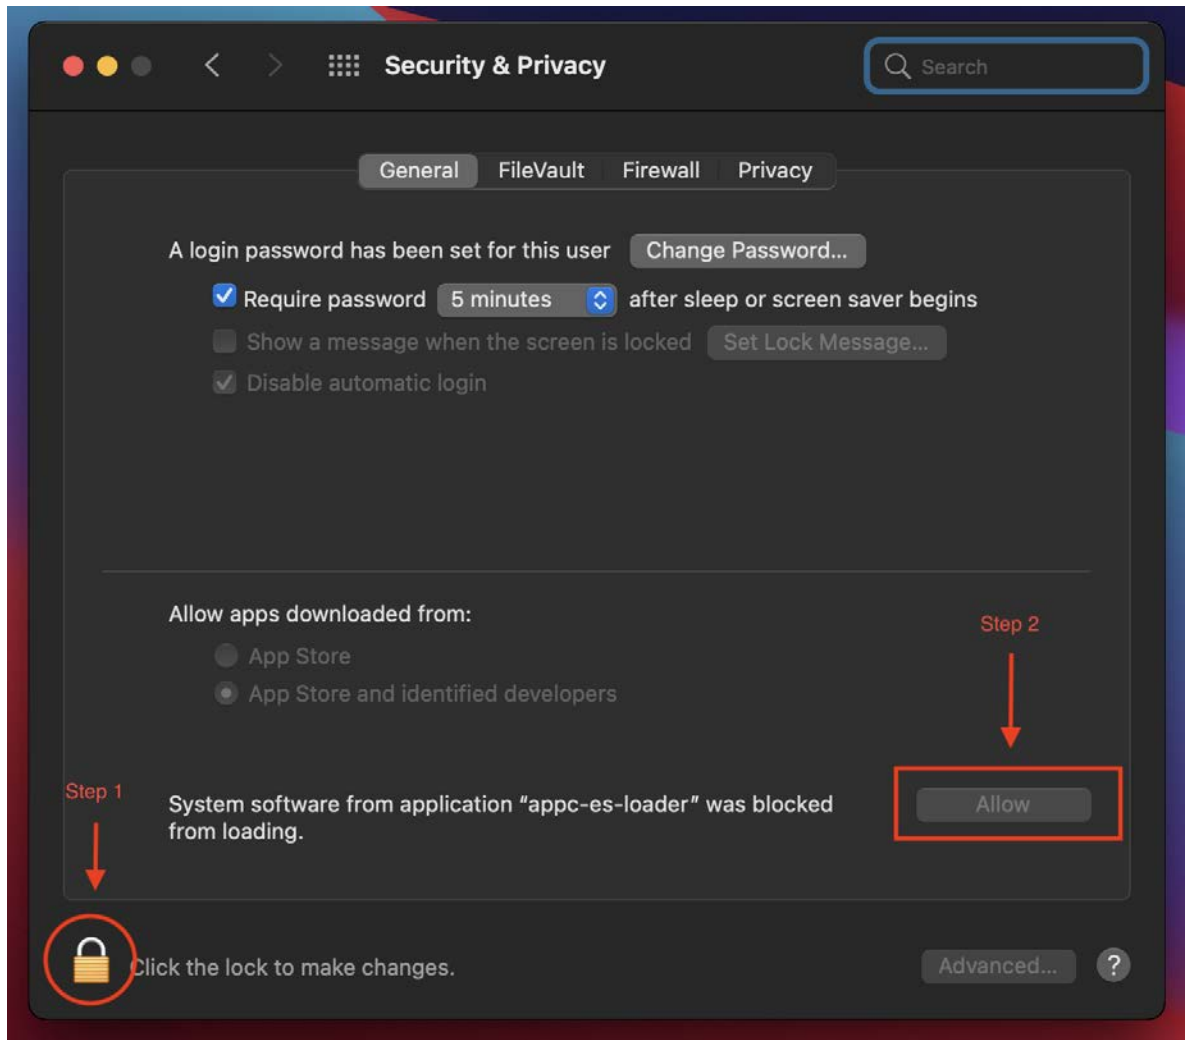 Security & Privacy
Search
General FileVault Firewall Privacy
A login password has been set for this user Change Password...
Require password 5 minutes after sleep or screen saver begins
Show a message when the screen is locked Set Lock Message...
Disable automatic login
Allow apps downloaded from:
App Store
App Store and identified developers
Step 2
Step 1
System software from application “appc-es-loader” was blocked
from loading.
Allow
Click the lock to make changes.
Advanced... ?